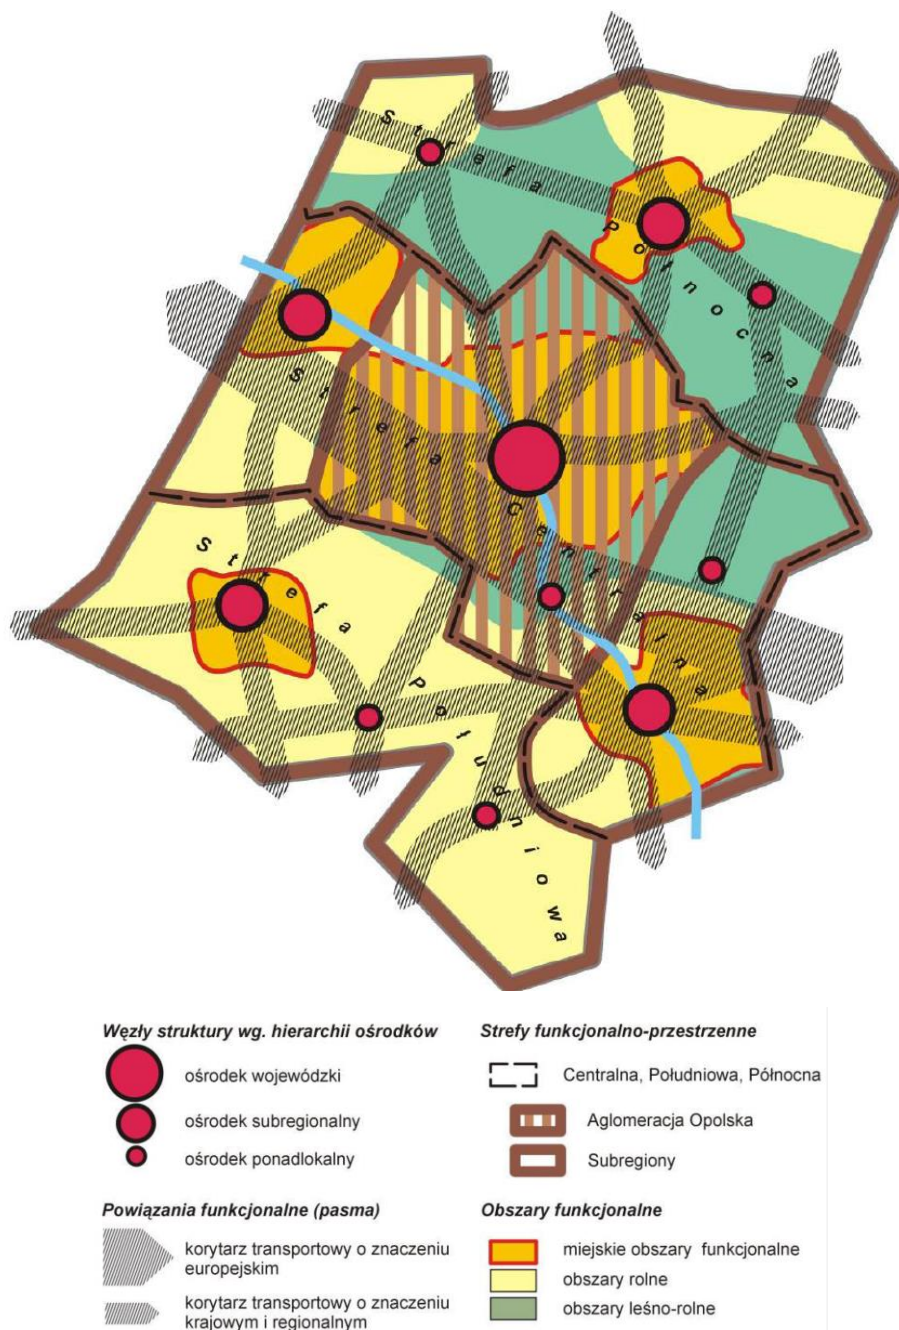 Strefa Północna
Strefa Centralna
Strefa Południowa
Węzły struktury wg. hierarchii ośrodków
ośrodek wojewódzki
ośrodek subregionalny
ośrodek ponadlokalny
Powiązania funkcjonalne (pasma)
korytarz transportowy o znaczeniu
europejskim
korytarz transportowy o znaczeniu
krajowym i regionalnym
Strefy funkcjonalno-przestrzenne
Centralna, Południowa, Północna
Aglomeracja Opolska
Subregiony
Obszary funkcjonalne
miejskie obszary funkcjonalne
obszary rolne
obszary leśno-rolne